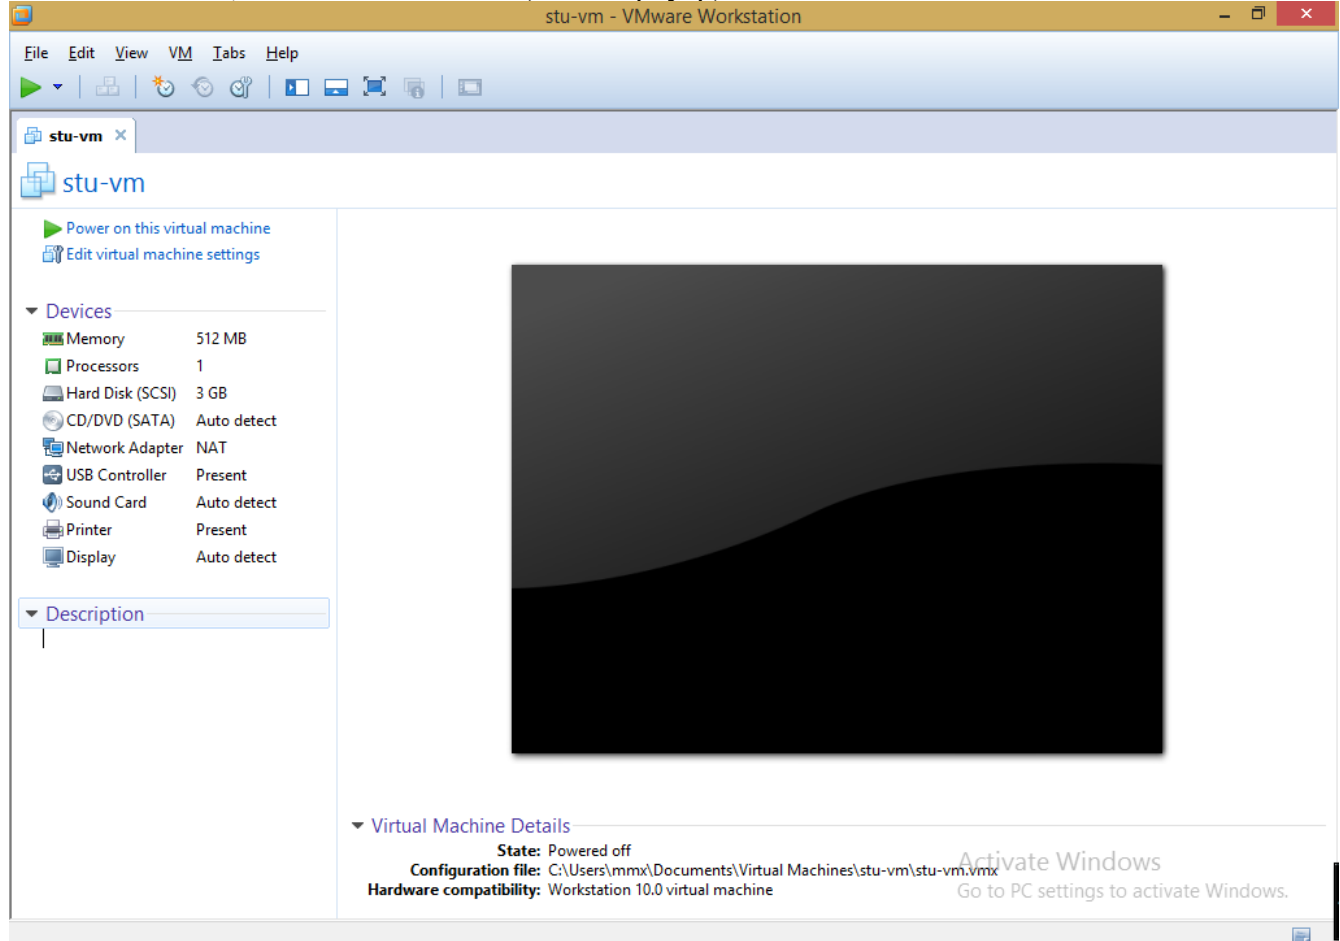 stu-vm - VMware Workstation
File Edit View VM Tabs Help
stu-vm
stu-vm
Power on this virtual machine
Edit virtual machine settings
Devices
Memory 512 MB
Processors 1
Hard Disk (SCSI) 3 GB
CD/DVD (SATA) Auto detect
Network Adapter NAT
USB Controller Present
Sound Card Auto detect
Printer Present
Display Auto detect
Description
Virtual Machine Details
State: Powered off
Configuration file: C:\Users\mmx\Documents\Virtual Machines\stu-vm\stu-vm.vmx
Hardware compatibility: Workstation 10.0 virtual machine
Activate Windows
Go to PC settings to activate Windows.